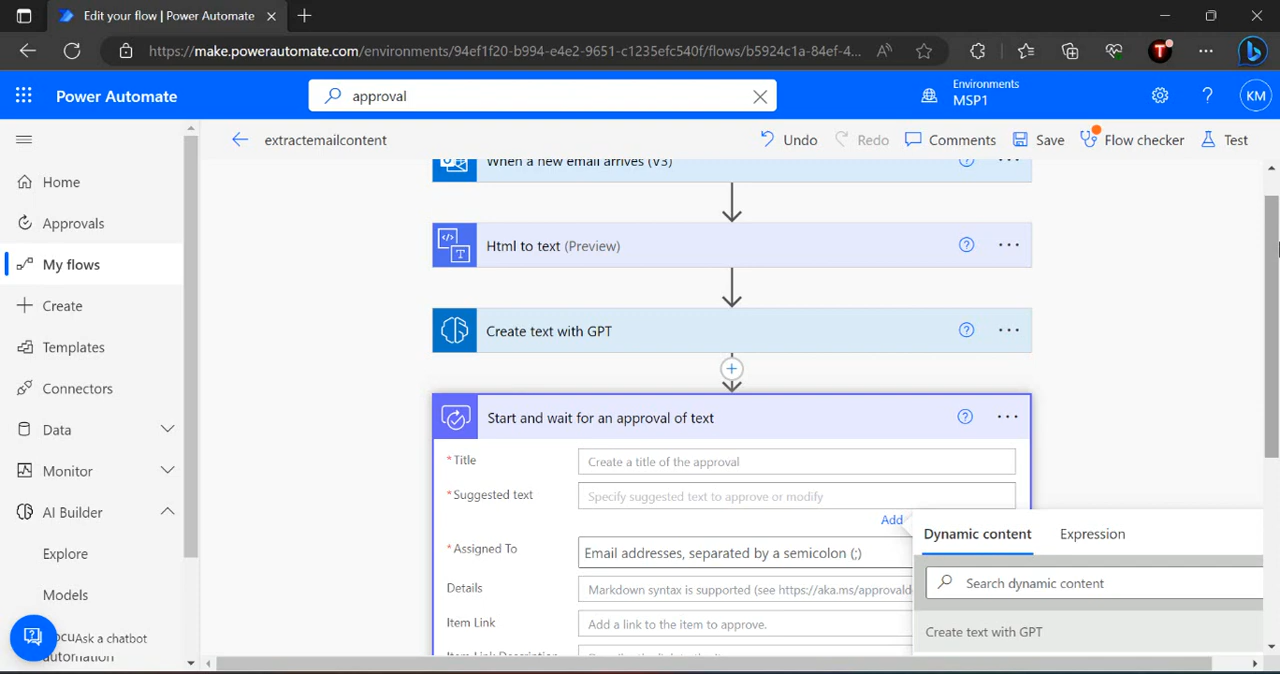 Edit your flow | Power Automate
https://make.powerautomate.com/environments/94ef1f20-b994-e4e2-9651-c1235efc540f/flows/b5924c1a-84ef-4...
Power Automate
approval
Environments
MSP1
KM
extractemailcontent
Undo
Redo
Comments
Save
Flow checker
Test
Home
Approvals
My flows
Create
Templates
Connectors
Data
Monitor
AI Builder
Explore
Models
Ask a chatbot
automation
When a new email arrives (V3)
Html to text (Preview)
Create text with GPT
Start and wait for an approval of text
*Title
Create a title of the approval
*Suggested text
Specify suggested text to approve or modify
Add
*Assigned To
Email addresses, separated by a semicolon (;)
Details
Markdown syntax is supported (see https://aka.ms/approvalde
Item Link
Add a link to the item to approve.
Item Link Description
Dynamic content
Expression
Search dynamic content
Create text with GPT